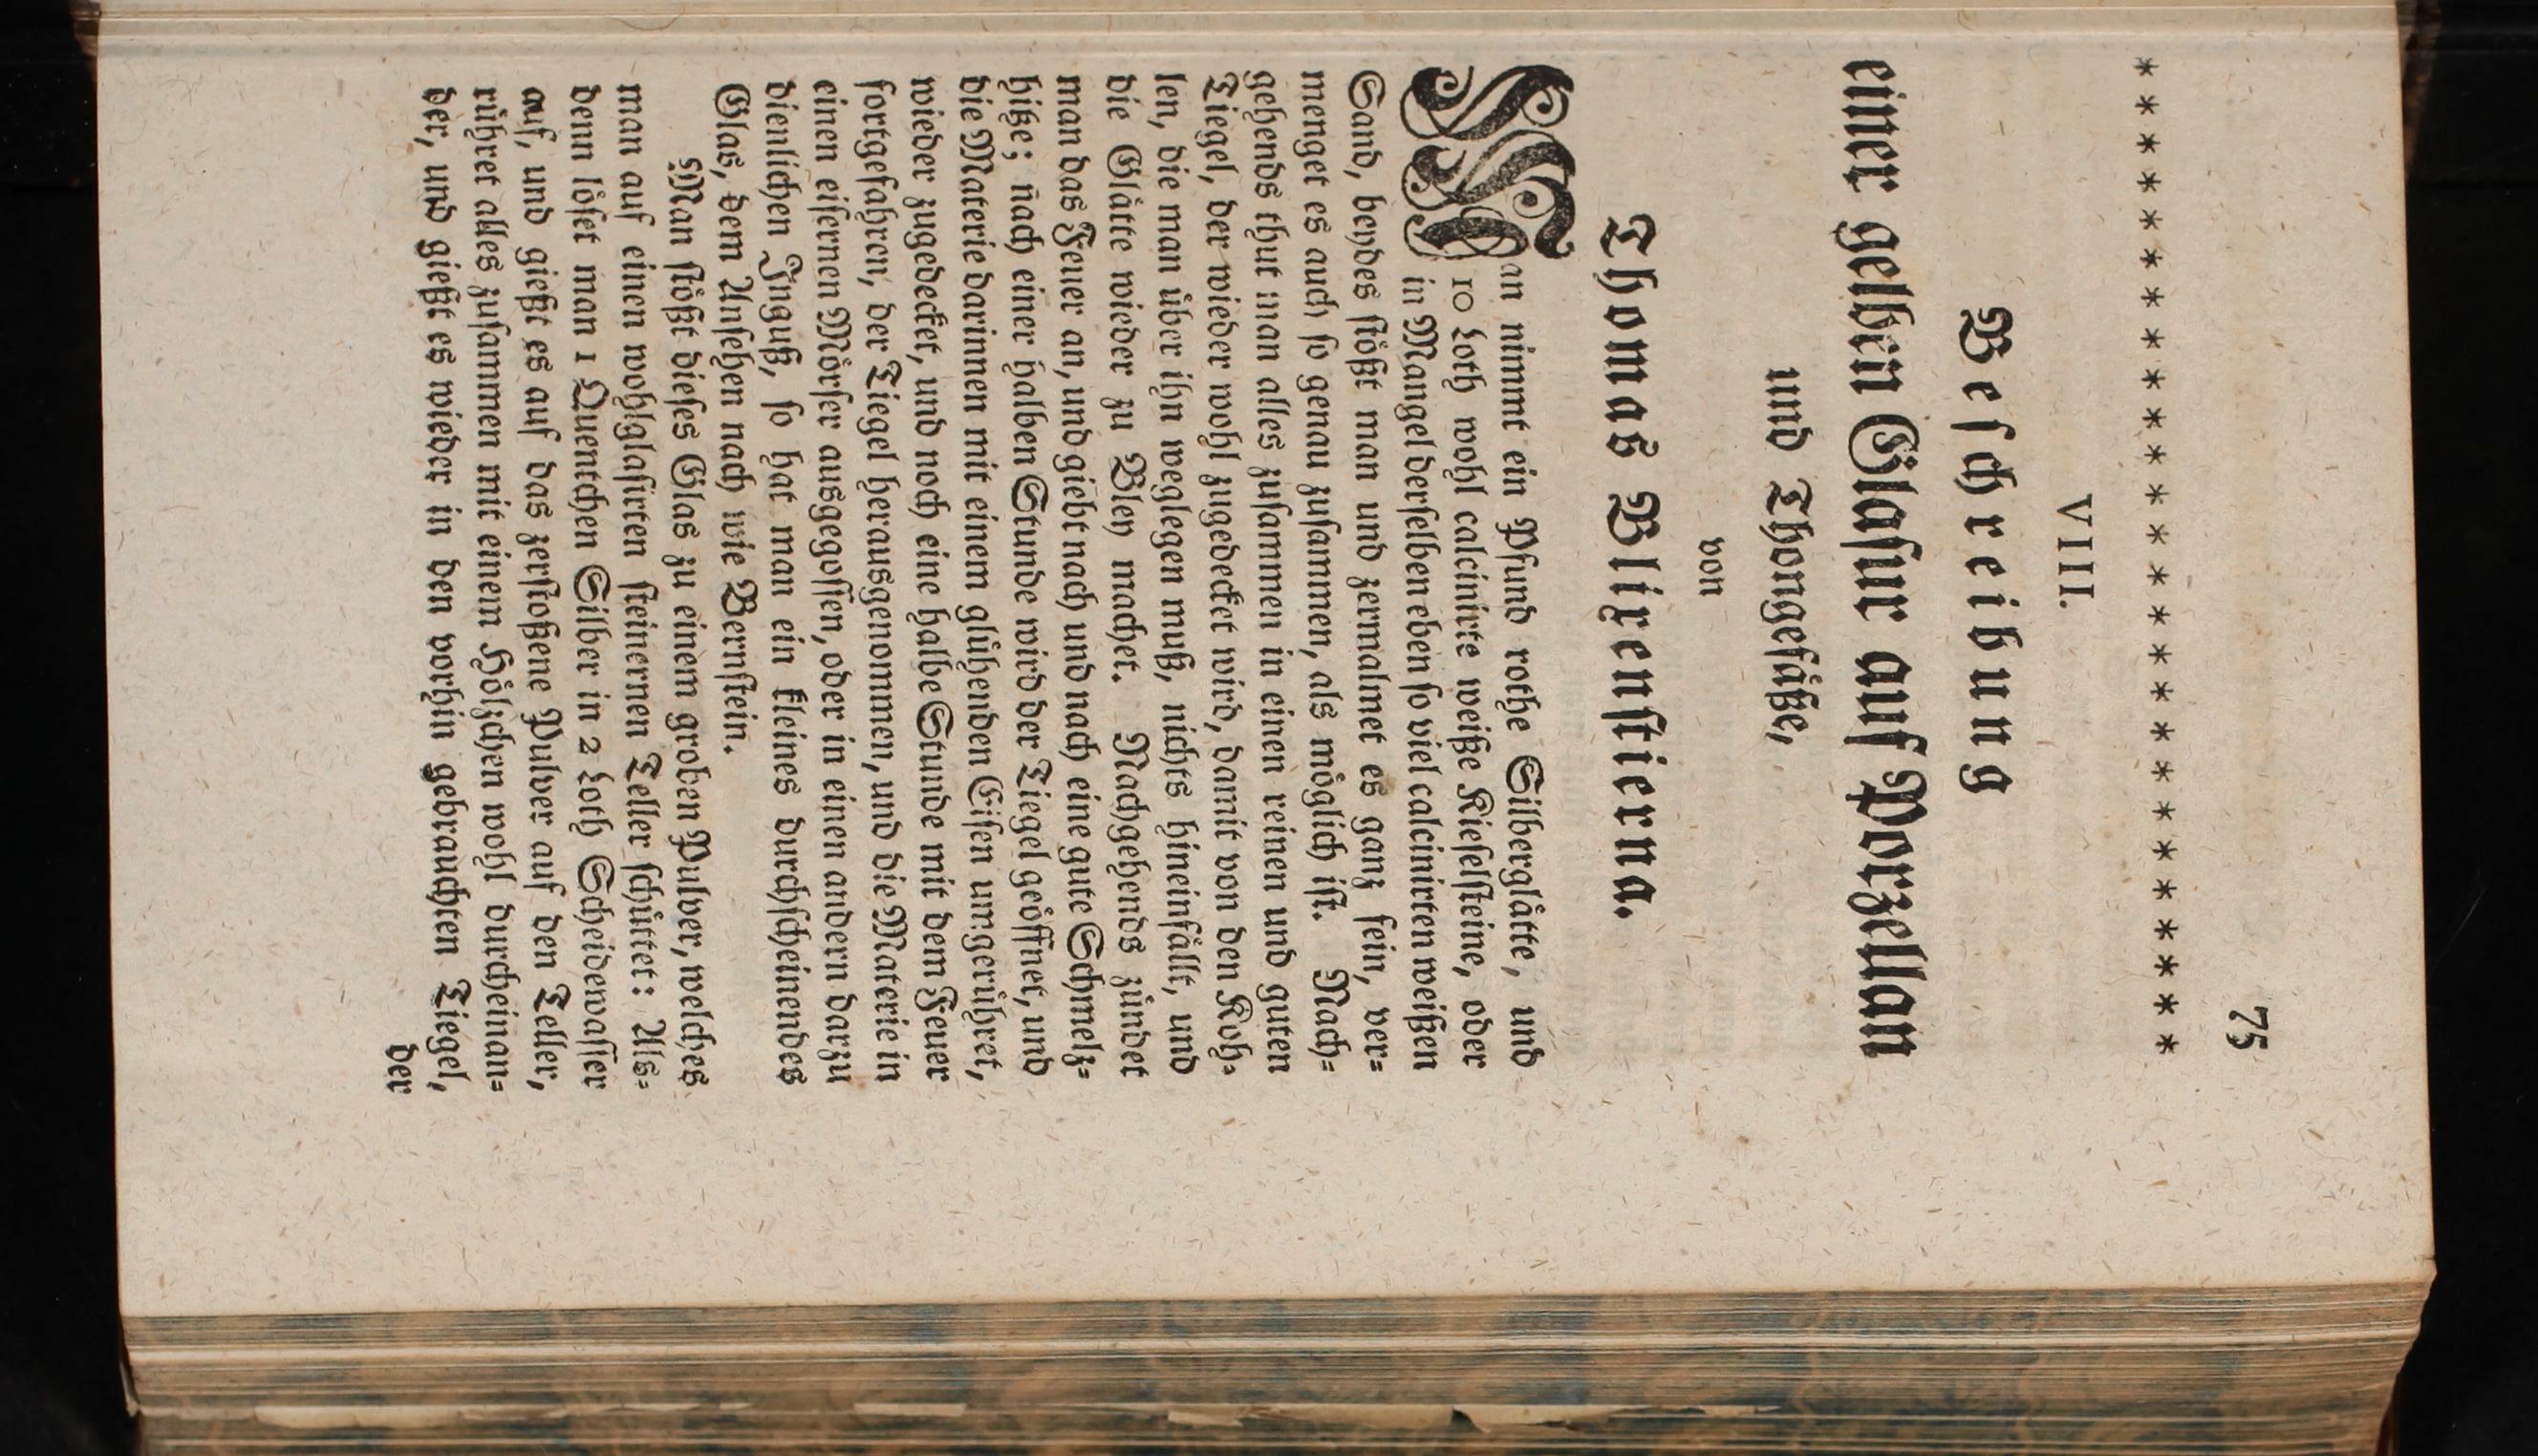 75
* * * * * * * * * * * * * * * * * * * * * * * * * *
VIII.
Beſchreibung
einer gelben Glaſur auf Porzellan
und Thongefäße,
von
Thomas Blixenſtierna.
Man nimmt ein Pfund rothe Silberglätte, und
10 Loth wohl calcinirte weiße Kieſelſteine, oder
in Mangel derſelben eben ſo viel calcinirten weißen
Sand, beydes ſtößt man und zermalmet es ganz fein, ver-
menget es auch ſo genau zuſammen, als möglich iſt. Nach-
gehends thut man alles zuſammen in einen reinen und guten
Tiegel, der wieder wohl zugedecket wird, damit von den Koh-
len, die man über ihn weglegen muß, nichts hineinfällt, und
die Glätte wieder zu Bley machet. Nachgehends zündet
man das Feuer an, und giebt nach und nach eine gute Schmelz-
hitze; nach einer halben Stunde wird der Tiegel geöffnet, und
die Materie darinnen mit einem glühenden Eiſen umgerühret,
wieder zugedecket, und noch eine halbe Stunde mit dem Feuer
fortgefahren, der Tiegel herausgenommen, und die Materie in
einen eiſernen Mörſer ausgegoſſen, oder in einen andern darzu
dienlichen Inguß, ſo hat man ein kleines durchſcheinendes
Glas, dem Anſehen nach wie Bernſtein.
Man ſtößt dieſes Glas zu einem groben Pulver, welches
man auf einen wohlglaſirten ſteinernen Teller ſchüttet: Als-
denn löſet man 1 Quentchen Silber in 2 Loth Scheidewaſſer
auf, und gießt es auf das zerſtoßene Pulver auf den Teller,
rühret alles zuſammen mit einem Hölzchen wohl durcheinan-
der, und gießt es wieder in den vorhin gebrauchten Tiegel,
der